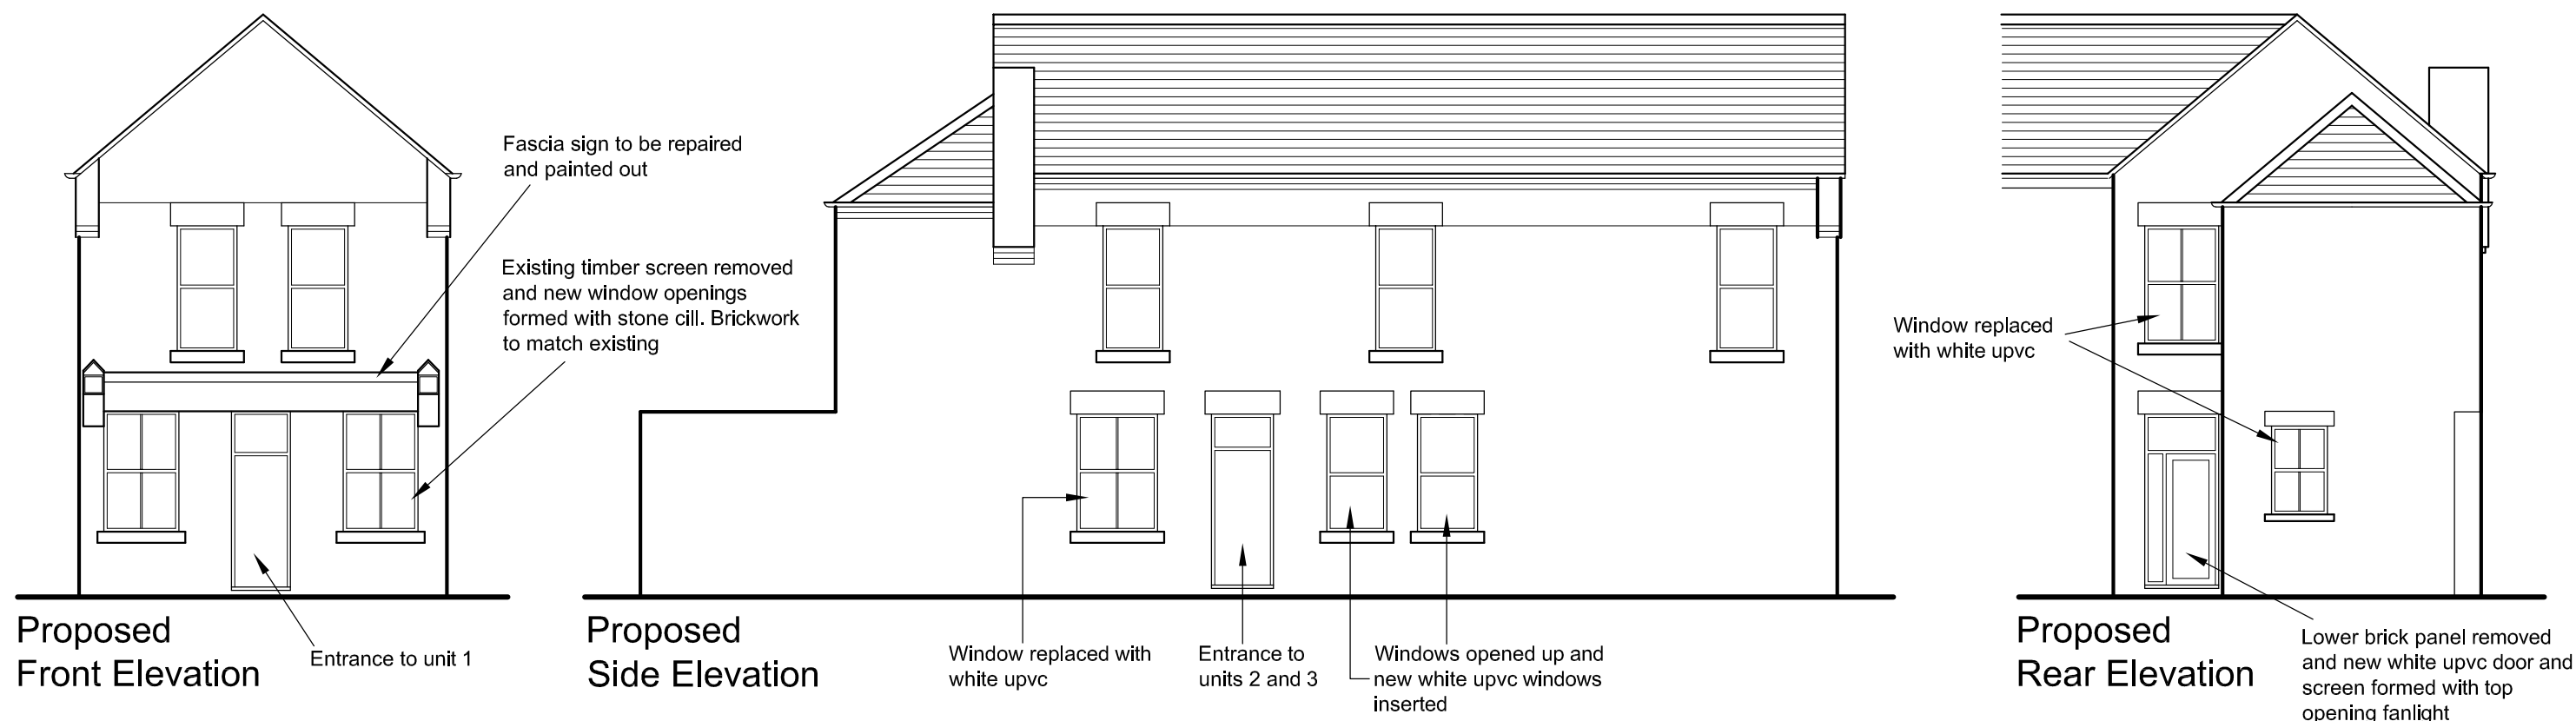 Fascia sign to be repaired
and painted out
Existing timber screen removed
and new window openings
formed with stone cill. Brickwork
to match existing
Proposed
Front Elevation
Entrance to unit 1
Proposed
Side Elevation
Window replaced with
white upvc
Entrance to
units 2 and 3
Windows opened up and
new white upvc windows
inserted
Window replaced
with white upvc
Proposed
Rear Elevation
Lower brick panel removed
and new white upvc door and
screen formed with top
opening fanlight